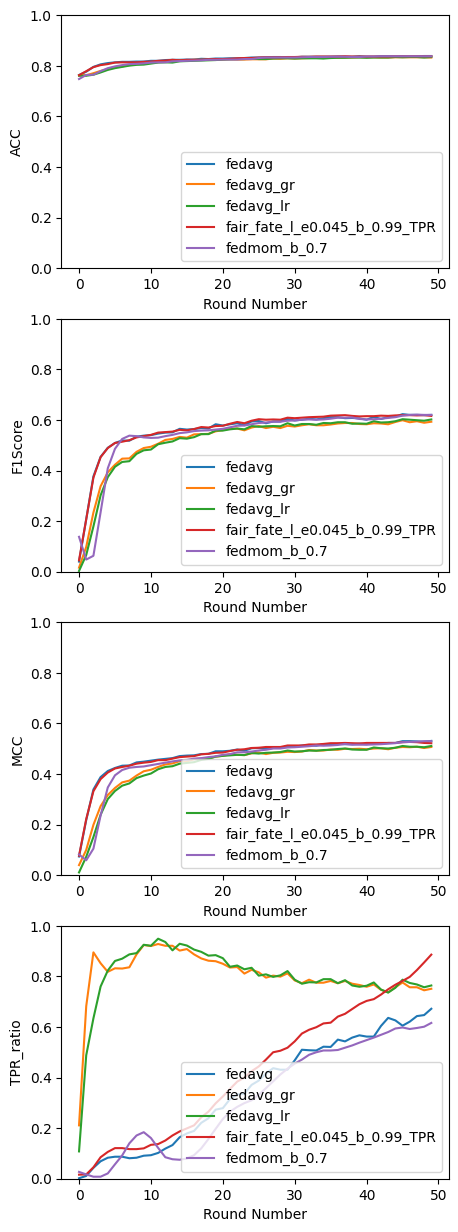 1.0
0.8
0.6
0.4
0.2
0.0
ACC
fedavg
fedavg_gr
fedavg_lr
fair_fate_l_e0.045_b_0.99_TPR
fedmom_b_0.7
0 10 20 30 40 50
Round Number
1.0
0.8
0.6
0.4
0.2
0.0
F1Score
fedavg
fedavg_gr
fedavg_lr
fair_fate_l_e0.045_b_0.99_TPR
fedmom_b_0.7
0 10 20 30 40 50
Round Number
1.0
0.8
0.6
0.4
0.2
0.0
MCC
fedavg
fedavg_gr
fedavg_lr
fair_fate_l_e0.045_b_0.99_TPR
fedmom_b_0.7
0 10 20 30 40 50
Round Number
1.0
0.8
0.6
0.4
0.2
0.0
TPR_ratio
fedavg
fedavg_gr
fedavg_lr
fair_fate_l_e0.045_b_0.99_TPR
fedmom_b_0.7
0 10 20 30 40 50
Round Number